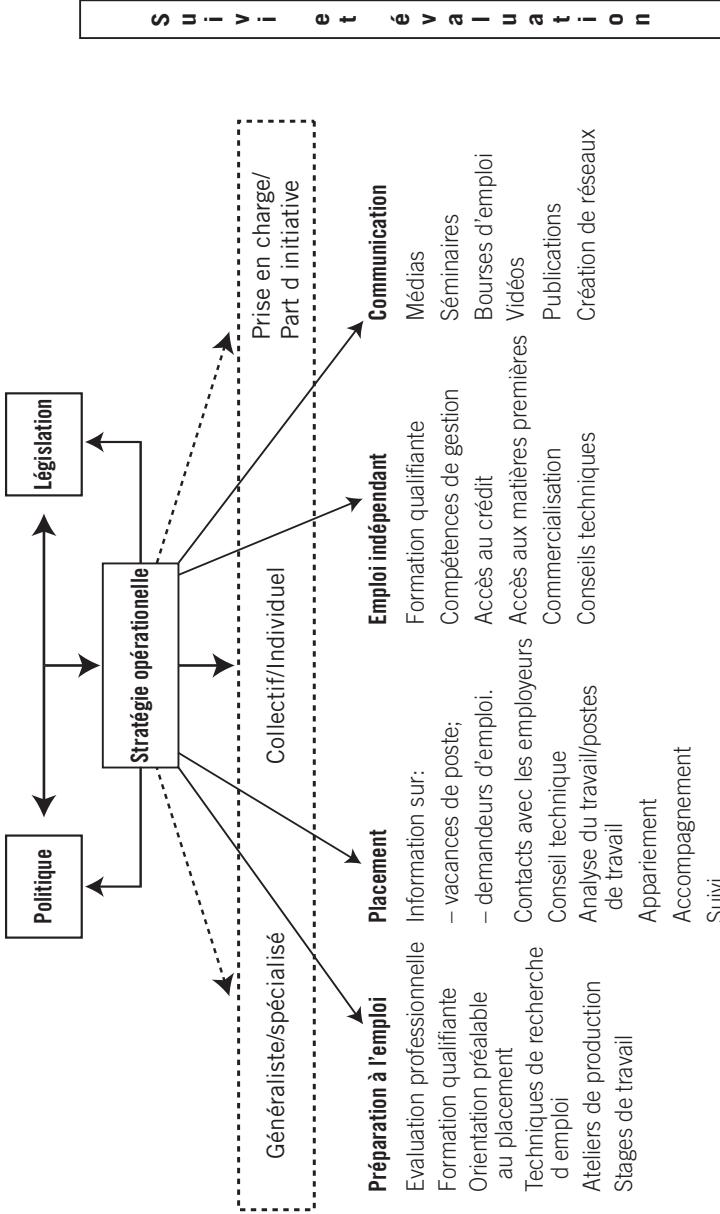 Politique
Législation
Stratégie opérationelle
Généraliste/spécialisé
Collectif/Individuel
Prise en charge/
Part d initiative
Préparation à l'emploi
Evaluation professionnelle
Formation qualifiante
Orientation préalable
au placement
Techniques de recherche
d emploi
Ateliers de production
Stages de travail
Placement
Information sur:
– vacances de poste;
– demandeurs d'emploi.
Contacts avec les employeurs
Conseil technique
Analyse du travail/postes
de travail
Appariement
Accompagnement
Suivi
Emploi indépendant
Formation qualifiante
Compétences de gestion
Accès au crédit
Accès aux matières premières
Commercialisation
Conseils techniques
Communication
Médias
Séminaires
Bourses d'emploi
Vidéos
Publications
Création de réseaux
Suivi et évaluation